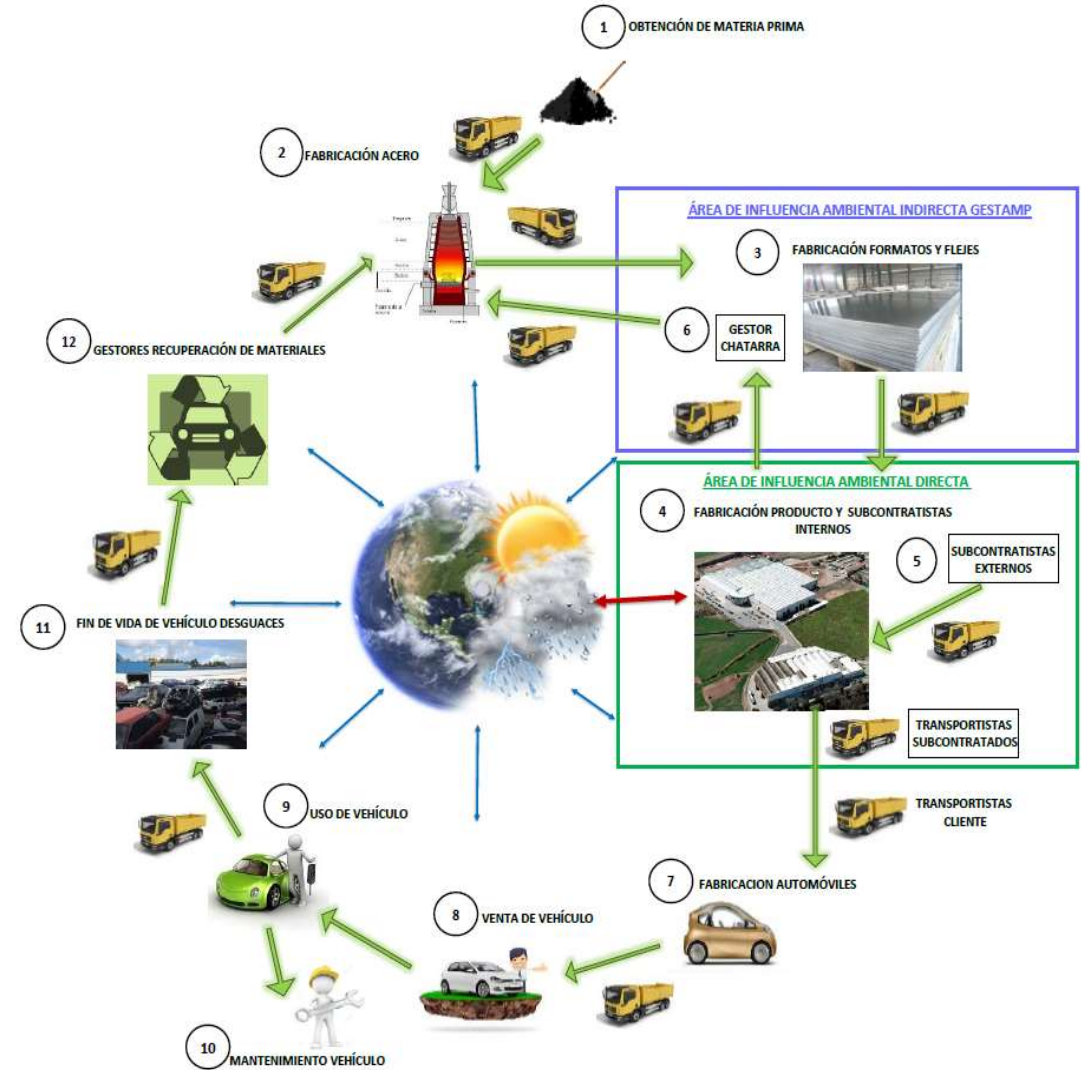 1
OBTENCIÓN DE MATERIA PRIMA
2
FABRICACIÓN ACERO
ÁREA DE INFLUENCIA AMBIENTAL INDIRECTA GESTAMP
3
FABRICACIÓN FORMATOS Y FLEJES
6
GESTOR
CHATARRA
12
GESTORES RECUPERACIÓN DE MATERIALES
ÁREA DE INFLUENCIA AMBIENTAL DIRECTA
4
FABRICACIÓN PRODUCTO Y SUBCONTRATISTAS
INTERNOS
5
SUBCONTRATISTAS
EXTERNOS
11
FIN DE VIDA DE VEHÍCULO DESGUACES
TRANSPORTISTAS
SUBCONTRATADOS
9
USO DE VEHÍCULO
TRANSPORTISTAS
CLIENTE
7
FABRICACION AUTOMÓVILES
8
VENTA DE VEHÍCULO
10
MANTENIMIENTO VEHÍCULO